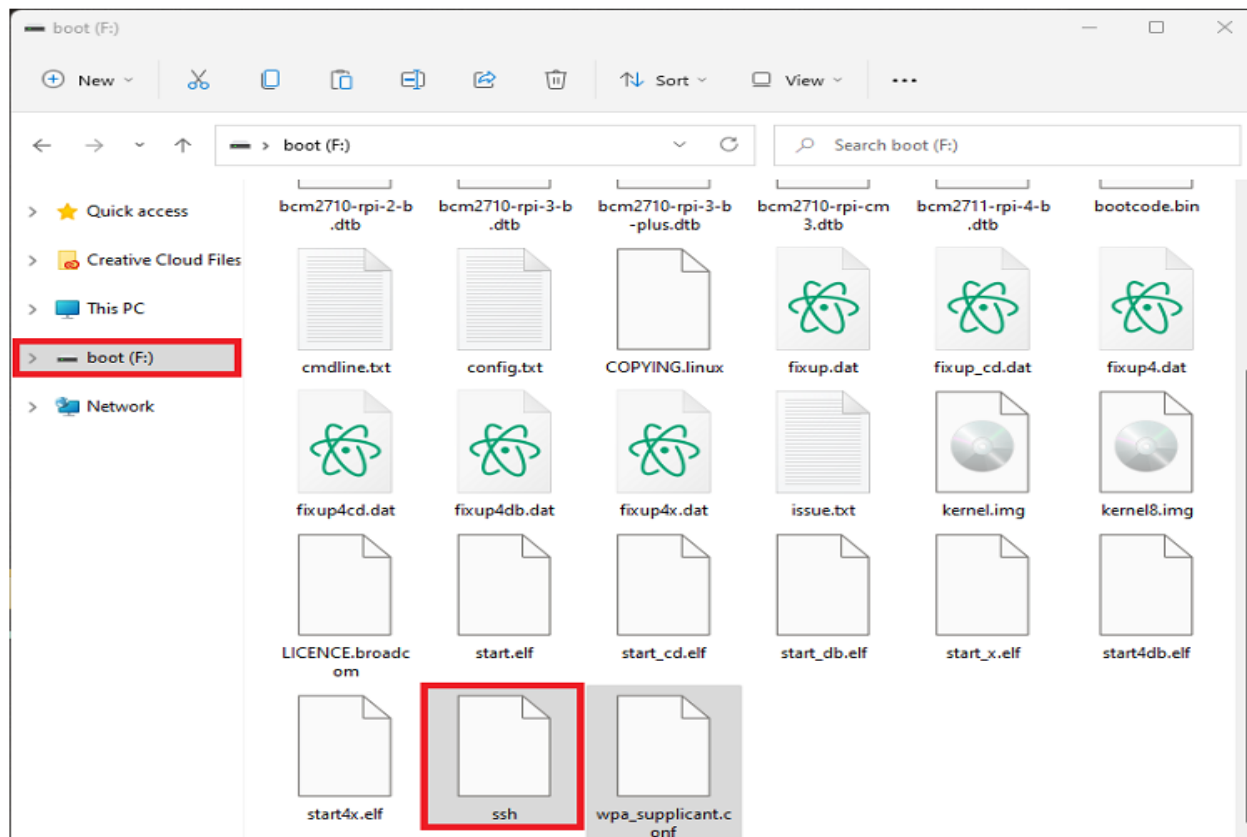 boot (F:)
New
Sort
View
boot (F:)
Search boot (F:)
Quick access
Creative Cloud Files
This PC
boot (F:)
Network
bcm2710-rpi-2-b
.dtb
bcm2710-rpi-3-b
.dtb
bcm2710-rpi-3-b
-plus.dtb
bcm2710-rpi-cm
3.dtb
bcm2711-rpi-4-b
.dtb
bootcode.bin
cmdline.txt
config.txt
COPYING.linux
fixup.dat
fixup_cd.dat
fixup4.dat
fixup4cd.dat
fixup4db.dat
fixup4x.dat
issue.txt
kernel.img
kernel8.img
LICENCE.broadc
om
start.elf
start_cd.elf
start_db.elf
start_x.elf
start4db.elf
start4x.elf
ssh
wpa_supplicant.c
onf